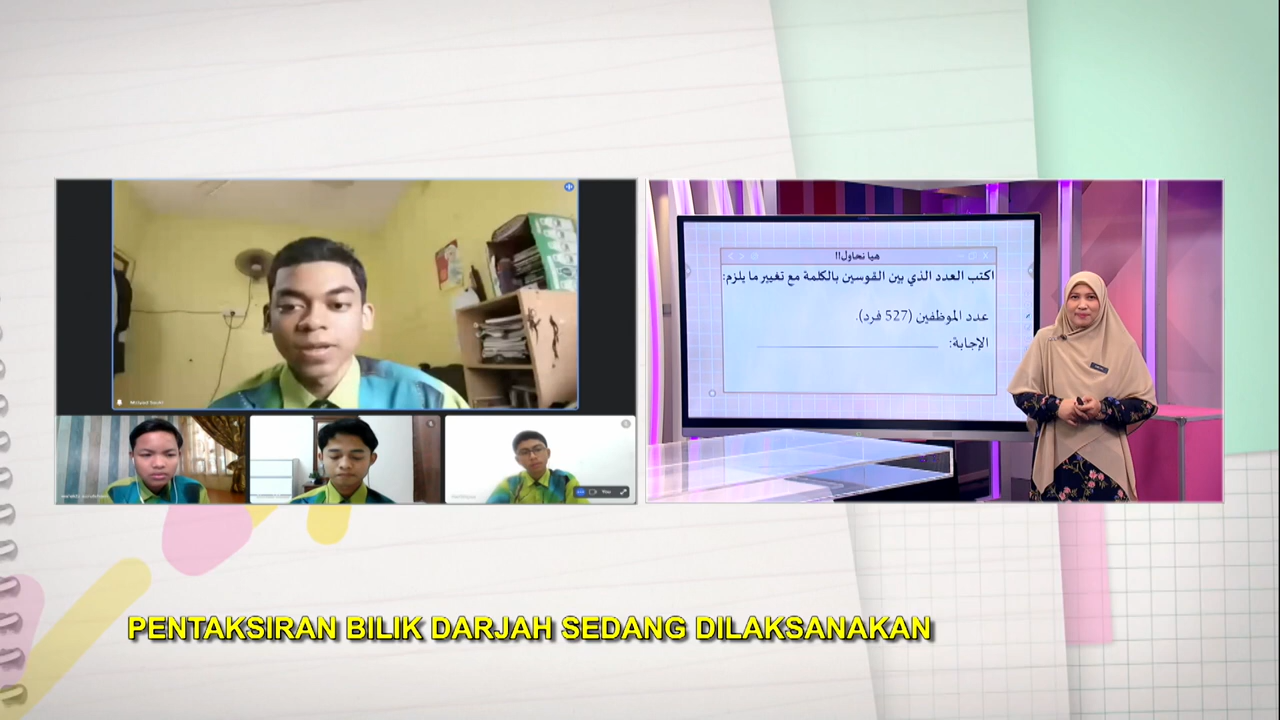 هيا نحاول!!
اكتب العدد الذي بين القوسين بالكلمة مع تغيير ما يلزم:
عدد الموظفين (527 فرد).
الإجابة:
PENTAKSIRAN BILIK DARJAH SEDANG DILAKSANAKAN